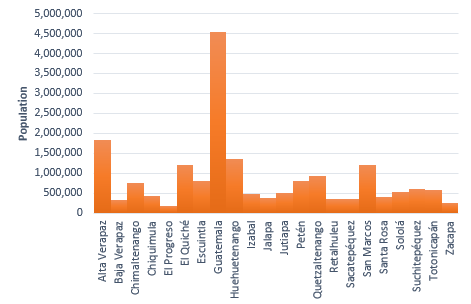 5,000,000
4,500,000
4,000,000
3,500,000
3,000,000
2,500,000
2,000,000
1,500,000
1,000,000
500,000
0
Population
Alta Verapaz
Baja Verapaz
Chimaltenango
Chiquimula
El Progreso
El Quiché
Escuintla
Guatemala
Huehuetenango
Izabal
Jalapa
Jutiapa
Petén
Quetzaltenango
Retalhuleu
Sacatepéquez
San Marcos
Santa Rosa
Sololá
Suchitepéquez
Totonicapán
Zacapa